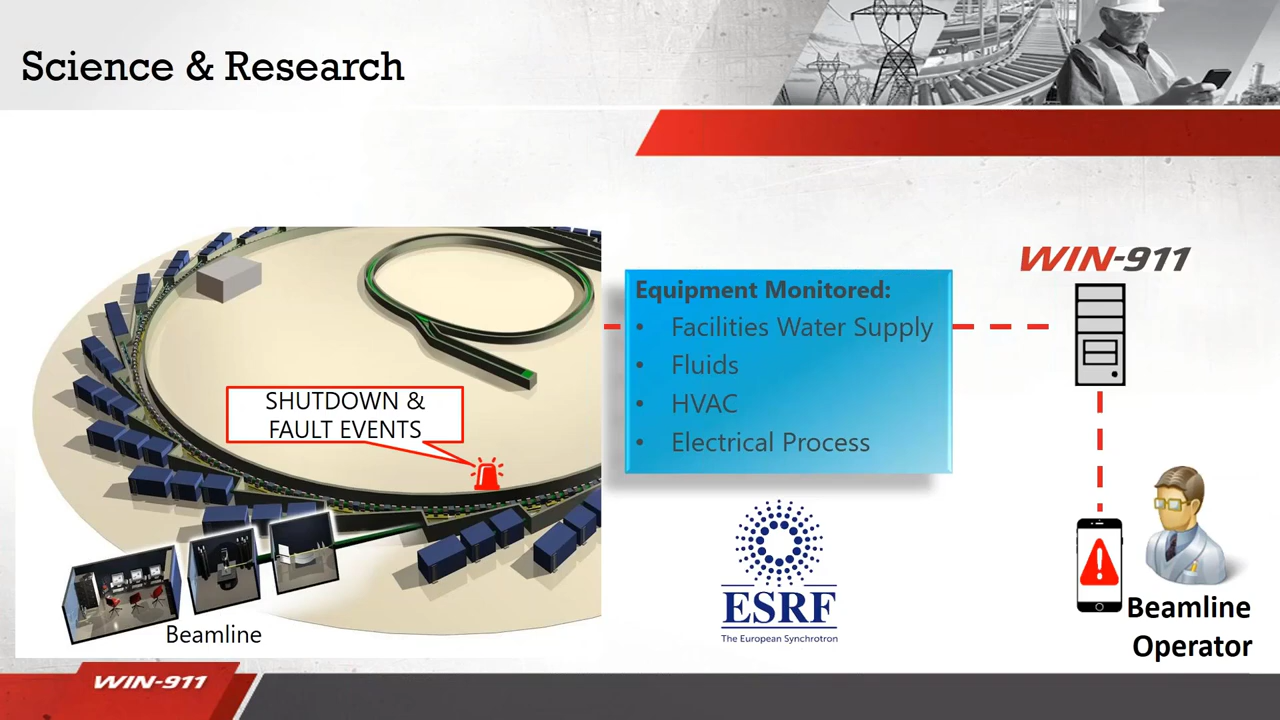 Science & Research
WIN-911
Equipment Monitored:
• Facilities Water Supply
• Fluids
• HVAC
• Electrical Process
SHUTDOWN &
FAULT EVENTS
ESRF
The European Synchrotron
Beamline
Beamline
Operator
WIN-911